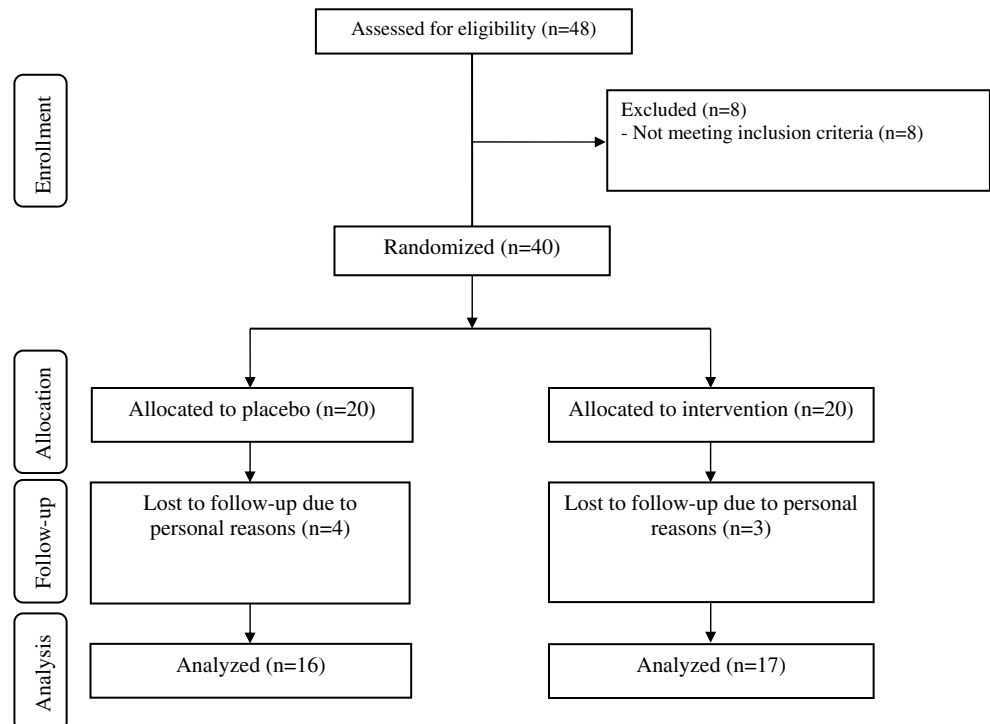 Assessed for eligibility (n=48)
Enrollment
Excluded (n=8)
- Not meeting inclusion criteria (n=8)
Randomized (n=40)
Allocation
Allocated to placebo (n=20)
Allocated to intervention (n=20)
Follow-up
Lost to follow-up due to
personal reasons (n=4)
Lost to follow-up due to personal
reasons (n=3)
Analysis
Analyzed (n=16)
Analyzed (n=17)